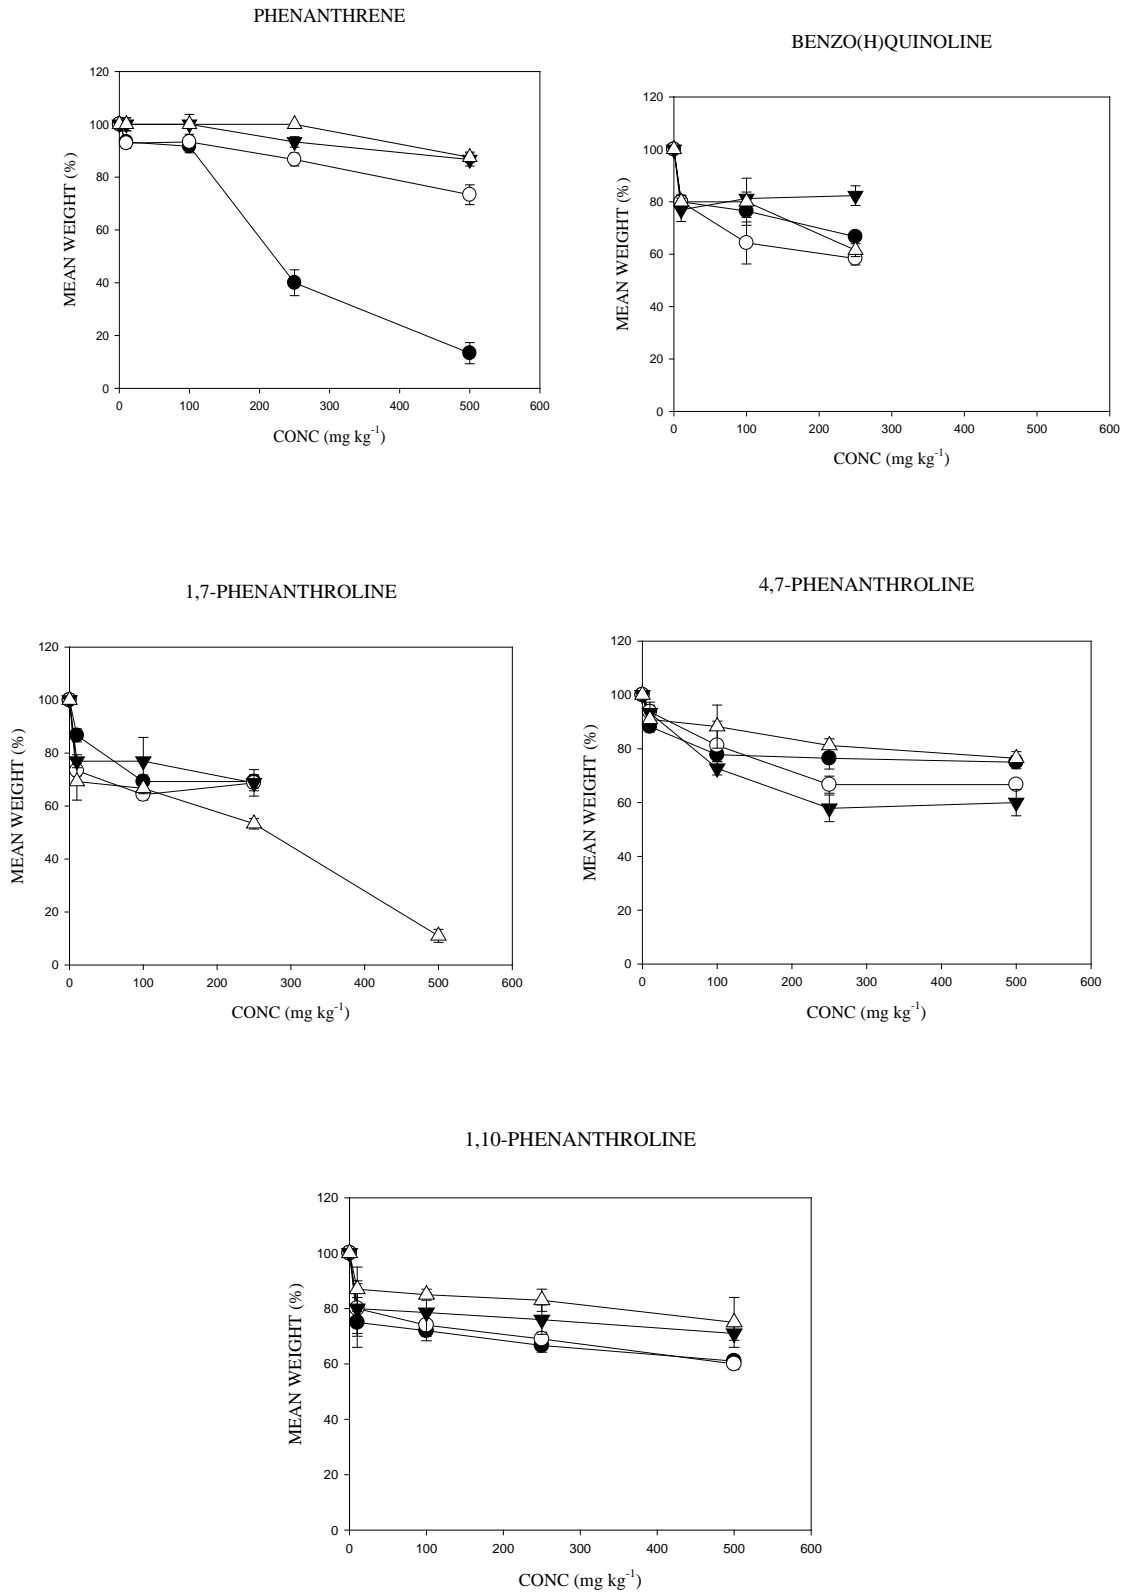 PHENANTHRENE
120
100
80
60
40
20
0
MEAN WEIGHT (%)
0 100 200 300 400 500 600
CONC (mg kg-1)
BENZO(H)QUINOLINE
120
100
80
60
40
20
0
MEAN WEIGHT (%)
0 100 200 300 400 500 600
CONC (mg kg-1)
1,7-PHENANTHROLINE
120
100
80
60
40
20
0
MEAN WEIGHT (%)
0 100 200 300 400 500 600
CONC (mg kg-1)
4,7-PHENANTHROLINE
120
100
80
60
40
20
0
MEAN WEIGHT (%)
0 100 200 300 400 500 600
CONC (mg kg-1)
1,10-PHENANTHROLINE
120
100
80
60
40
20
0
MEAN WEIGHT (%)
0 100 200 300 400 500 600
CONC (mg kg-1)